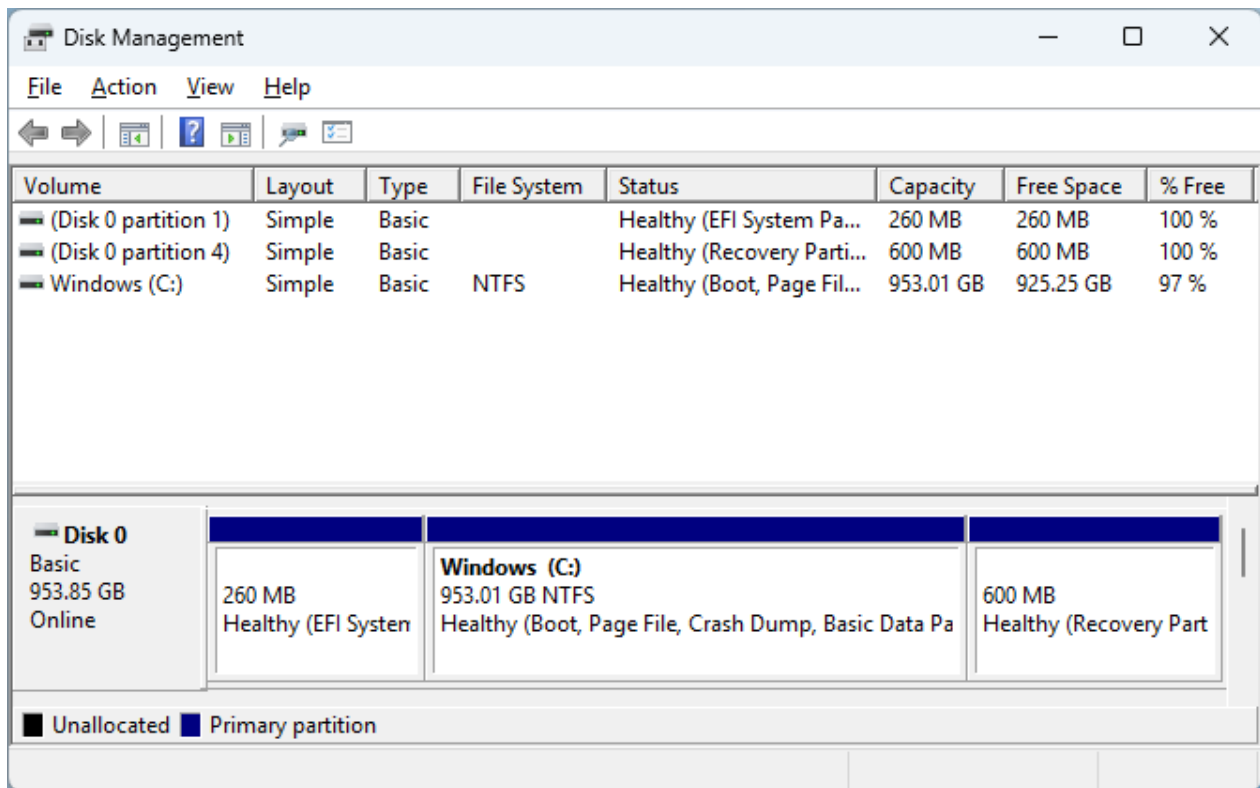 Disk Management
File Action View Help
Volume Layout Type File System Status Capacity Free Space % Free
(Disk 0 partition 1) Simple Basic Healthy (EFI System Pa... 260 MB 260 MB 100 %
(Disk 0 partition 4) Simple Basic Healthy (Recovery Parti... 600 MB 600 MB 100 %
Windows (C:) Simple Basic NTFS Healthy (Boot, Page Fil... 953.01 GB 925.25 GB 97 %
Disk 0
Basic
953.85 GB
Online
260 MB
Healthy (EFI System
Windows (C:)
953.01 GB NTFS
Healthy (Boot, Page File, Crash Dump, Basic Data Pa
600 MB
Healthy (Recovery Part
Unallocated Primary partition